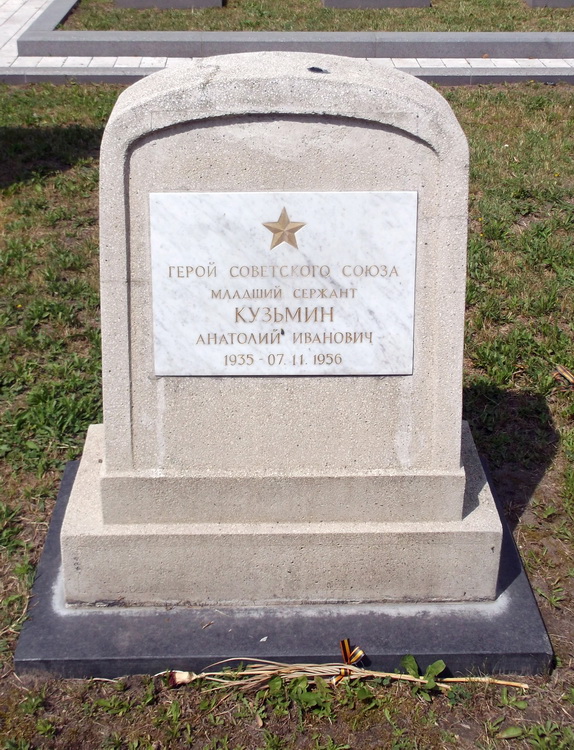 ГЕРОЙ СОВЕТСКОГО СОЮЗА
МЛАДШИЙ СЕРЖАНТ
КУЗЬМИН
АНАТОЛИЙ ИВАНОВИЧ
1935 - 07. 11. 1956